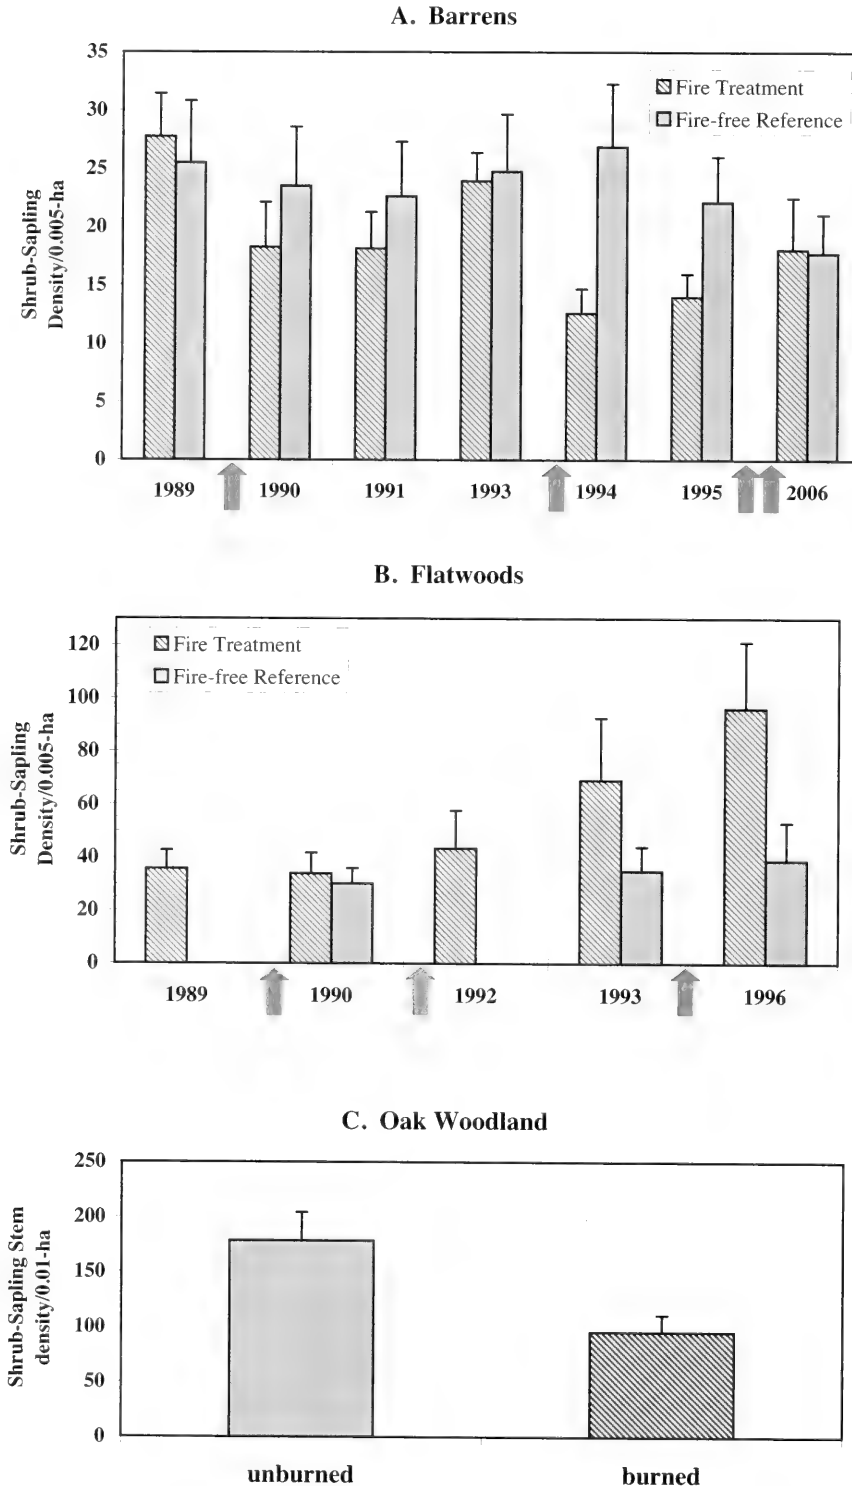 A. Barrens
35
30
25
20
15
10
5
0
Shrub-Sapling
Density/0.005-ha
Fire Treatment
Fire-free Reference
1989 1990 1991 1993 1994 1995 2006
B. Flatwoods
120
100
80
60
40
20
0
Shrub-Sapling
Density/0.005-ha
Fire Treatment
Fire-free Reference
1989 1990 1992 1993 1996
C. Oak Woodland
250
200
150
100
50
0
Shrub-Sapling Stem
density/0.01-ha
unburned burned